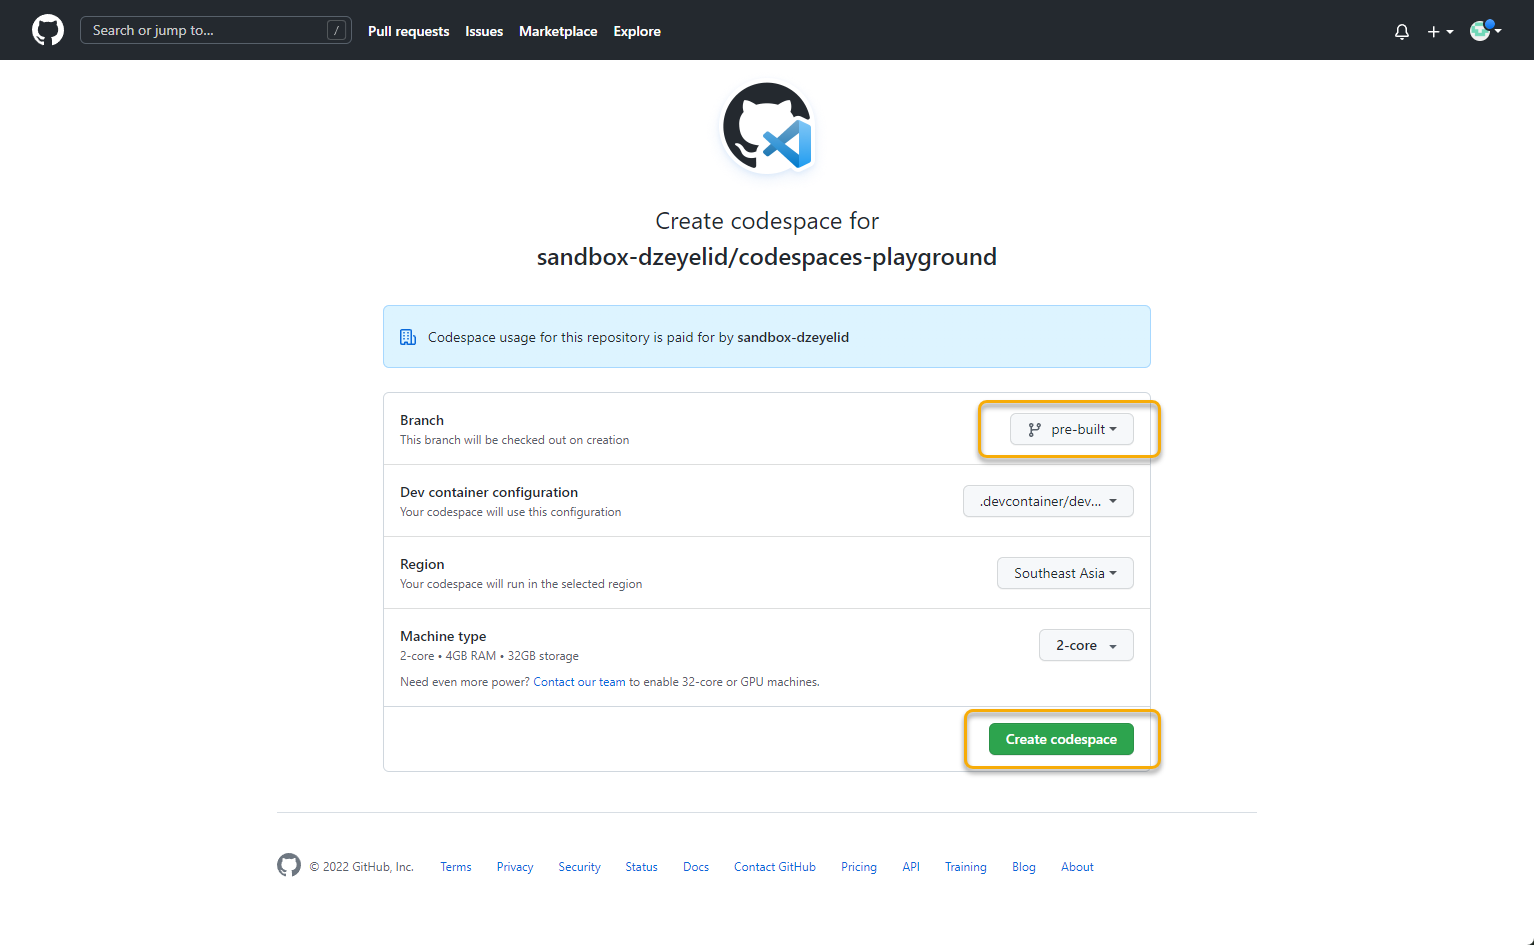 Search or jump to... /
Pull requests Issues Marketplace Explore
Create codespace for
sandbox-dzeyelid/codespaces-playground
Codespace usage for this repository is paid for by sandbox-dzeyelid
Branch
This branch will be checked out on creation
pre-built
Dev container configuration
Your codespace will use this configuration
.devcontainer/dev...
Region
Your codespace will run in the selected region
Southeast Asia
Machine type
2-core • 4GB RAM • 32GB storage
2-core
Need even more power? Contact our team to enable 32-core or GPU machines.
Create codespace
© 2022 GitHub, Inc. Terms Privacy Security Status Docs Contact GitHub Pricing API Training Blog About